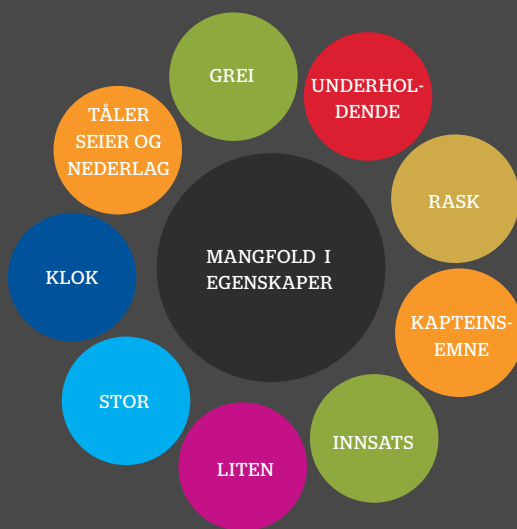 GREI
UNDERHOL-
DENDE
TÅLER
SEIER OG
NEDERLAG
RASK
MANGFOLD I
EGENSKAPER
KLOK
KAPTEINS-
EMNE
STOR
INNSATS
LITEN